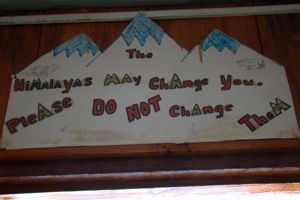 The
Himalayas May Change You..
Please Do Not Change Them